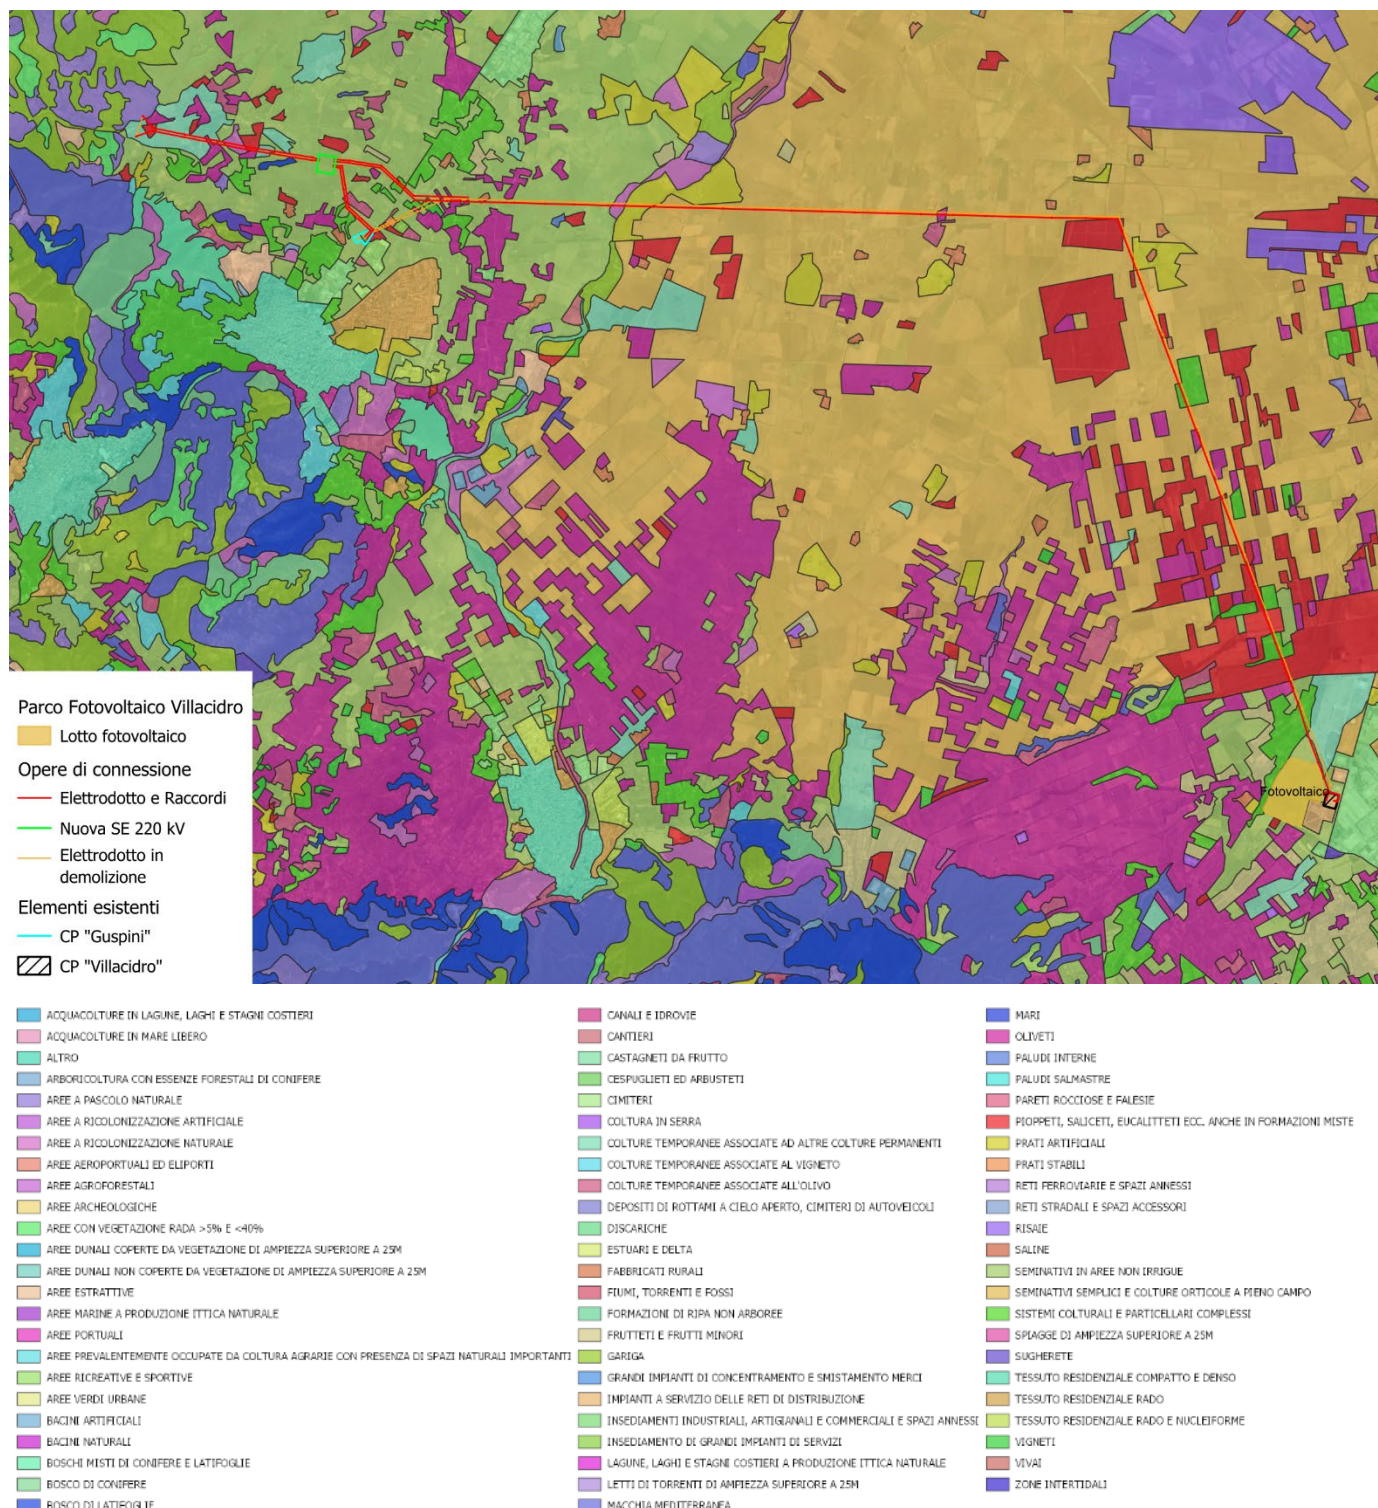 Fotovoltaico
Parco Fotovoltaico Villacidro
Lotto fotovoltaico
Opere di connessione
Elettrodotto e Raccordi
Nuova SE 220 kV
Elettrodotto in
demolizione
Elementi esistenti
CP "Guspini"
CP "Villacidro"
ACQUACOLTURE IN LAGUNE, LAGHI E STAGNI COSTIERI
ACQUACOLTURE IN MARE LIBERO
ALTRO
ARBORICOLTURA CON ESSENZE FORESTALI DI CONIFERE
AREE A PASCOLO NATURALE
AREE A RICOLONIZZAZIONE ARTIFICIALE
AREE A RICOLONIZZAZIONE NATURALE
AREE AEROPORTUALI ED ELIPORTI
AREE AGROFORESTALI
AREE ARCHEOLOGICHE
AREE CON VEGETAZIONE RADA >5% E <40%
AREE DUNALI COPERTE DA VEGETAZIONE DI AMPIEZZA SUPERIORE A 25M
AREE DUNALI NON COPERTE DA VEGETAZIONE DI AMPIEZZA SUPERIORE A 25M
AREE ESTRATTIVE
AREE MARINE A PRODUZIONE ITTICA NATURALE
AREE PORTUALI
AREE PREVALENTEMENTE OCCUPATE DA COLTURA AGRARIE CON PRESENZA DI SPAZI NATURALI IMPORTANTI
AREE RICREATIVE E SPORTIVE
AREE VERDI URBANE
BACINI ARTIFICIALI
BACINI NATURALI
BOSCHI MISTI DI CONIFERE E LATIFOGLIE
BOSCO DI CONIFERE
BOSCO DI LATIFOGLIE
CANALI E IDROVIE
CANTIERI
CASTAGNETI DA FRUTTO
CESPUGLIETI ED ARBUSTETI
CIMITERI
COLTURA IN SERRA
COLTURE TEMPORANEE ASSOCIATE AD ALTRE COLTURE PERMANENTI
COLTURE TEMPORANEE ASSOCIATE AL VIGNETO
COLTURE TEMPORANEE ASSOCIATE ALL'OLIVO
DEPOSITI DI ROTTAMI A CIELO APERTO, CIMITERI DI AUTOVEICOLI
DISCARICHE
ESTUARI E DELTA
FABBRICATI RURALI
FIUMI, TORRENTI E FOSSI
FORMAZIONI DI RIPA NON ARBOREE
FRUTTETI E FRUTTI MINORI
GARIGA
GRANDI IMPIANTI DI CONCENTRAMENTO E SMISTAMENTO MERCI
IMPIANTI A SERVIZIO DELLE RETI DI DISTRIBUZIONE
INSEDIAMENTI INDUSTRIALI, ARTIGIANALI E COMMERCIALI E SPAZI ANNESSI
INSEDIAMENTO DI GRANDI IMPIANTI DI SERVIZI
LAGUNE, LAGHI E STAGNI COSTIERI A PRODUZIONE ITTICA NATURALE
LETTI DI TORRENTI DI AMPIEZZA SUPERIORE A 25M
MACCHIA MEDITERRANEA
MARI
OLIVETI
PALUDI INTERNE
PALUDI SALMASTRE
PARETI ROCCIOSE E FALESIE
PIOPPETI, SALICETI, EUCALITTETI ECC. ANCHE IN FORMAZIONI MISTE
PRATI ARTIFICIALI
PRATI STABILI
RETI FERROVIARIE E SPAZI ANNESSI
RETI STRADALI E SPAZI ACCESSORI
RISAIE
SALINE
SEMINATIVI IN AREE NON IRRIGUE
SEMINATIVI SEMPLICI E COLTURE ORTICOLE A PIENO CAMPO
SISTEMI COLTURALI E PARTICELLARI COMPLESSI
SPIAGGE DI AMPIEZZA SUPERIORE A 25M
SUGHERETE
TESSUTO RESIDENZIALE COMPATTO E DENSO
TESSUTO RESIDENZIALE RADO
TESSUTO RESIDENZIALE RADO E NUCLEIFORME
VIGNETI
VIVAI
ZONE INTERTIDALI